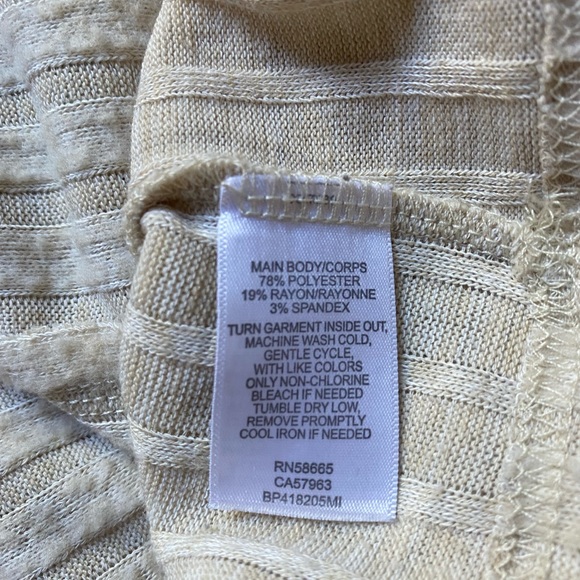 MAIN BODY/CORPS
78% POLYESTER
19% RAYON/RAYONNE
3% SPANDEX
TURN GARMENT INSIDE OUT,
MACHINE WASH COLD,
GENTLE CYCLE,
WITH LIKE COLORS
ONLY NON-CHLORINE
BLEACH IF NEEDED
TUMBLE DRY LOW,
REMOVE PROMPTLY
COOL IRON IF NEEDED
RN58665
CA57963
BP418205MI